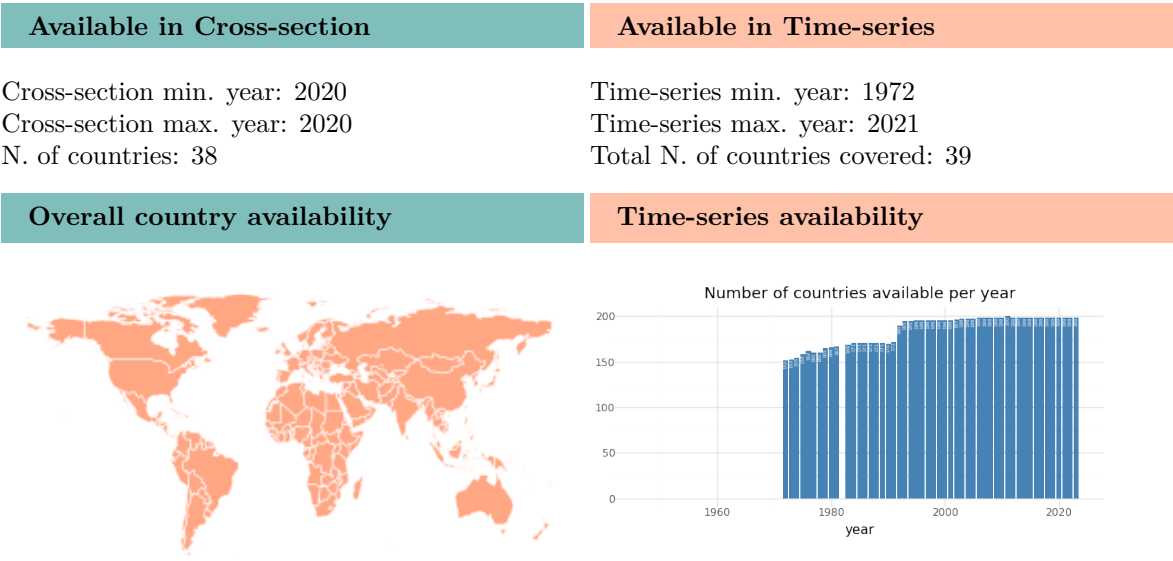 Available in Cross-section
Available in Time-series
Cross-section min. year: 2020
Cross-section max. year: 2020
N. of countries: 38
Time-series min. year: 1972
Time-series max. year: 2021
Total N. of countries covered: 39
Overall country availability
Time-series availability
Number of countries available per year
200
150
100
50
0
1960
1980
2000
2020
year